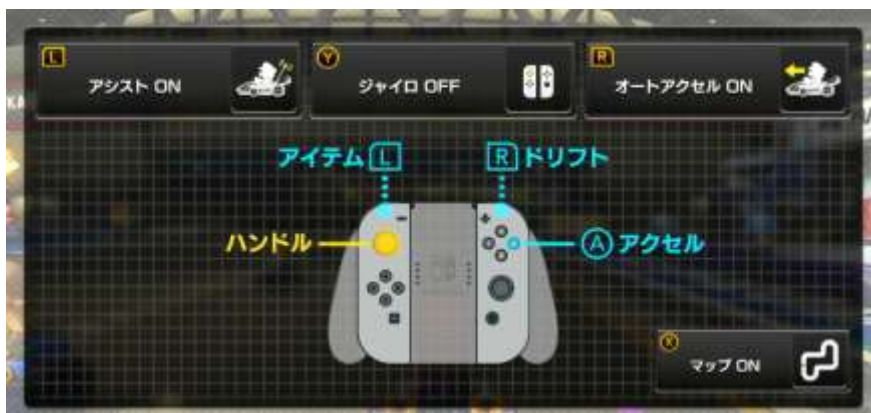 L
アシスト ON
Y
ジャイロ OFF
R
オートアクセル ON
アイテム L
R ドリフト
ハンドル
A アクセル
X
マップ ON